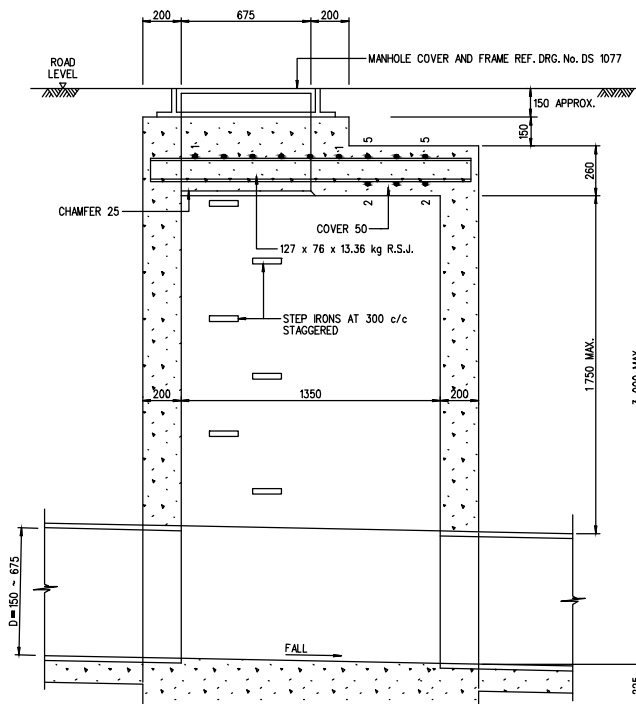 200
675
200
ROAD
LEVEL
MANHOLE COVER AND FRAME REF. DRG. No. DS 1077
150 APPROX.
150
1
1
5
5
260
CHAMFER 25
COVER 50
2
2
127 x 76 x 13.36 kg R.S.J.
STEP IRONS AT 300 c/c
STAGGERED
1750 MAX.
200
1350
200
D=150 ~ 675
FALL